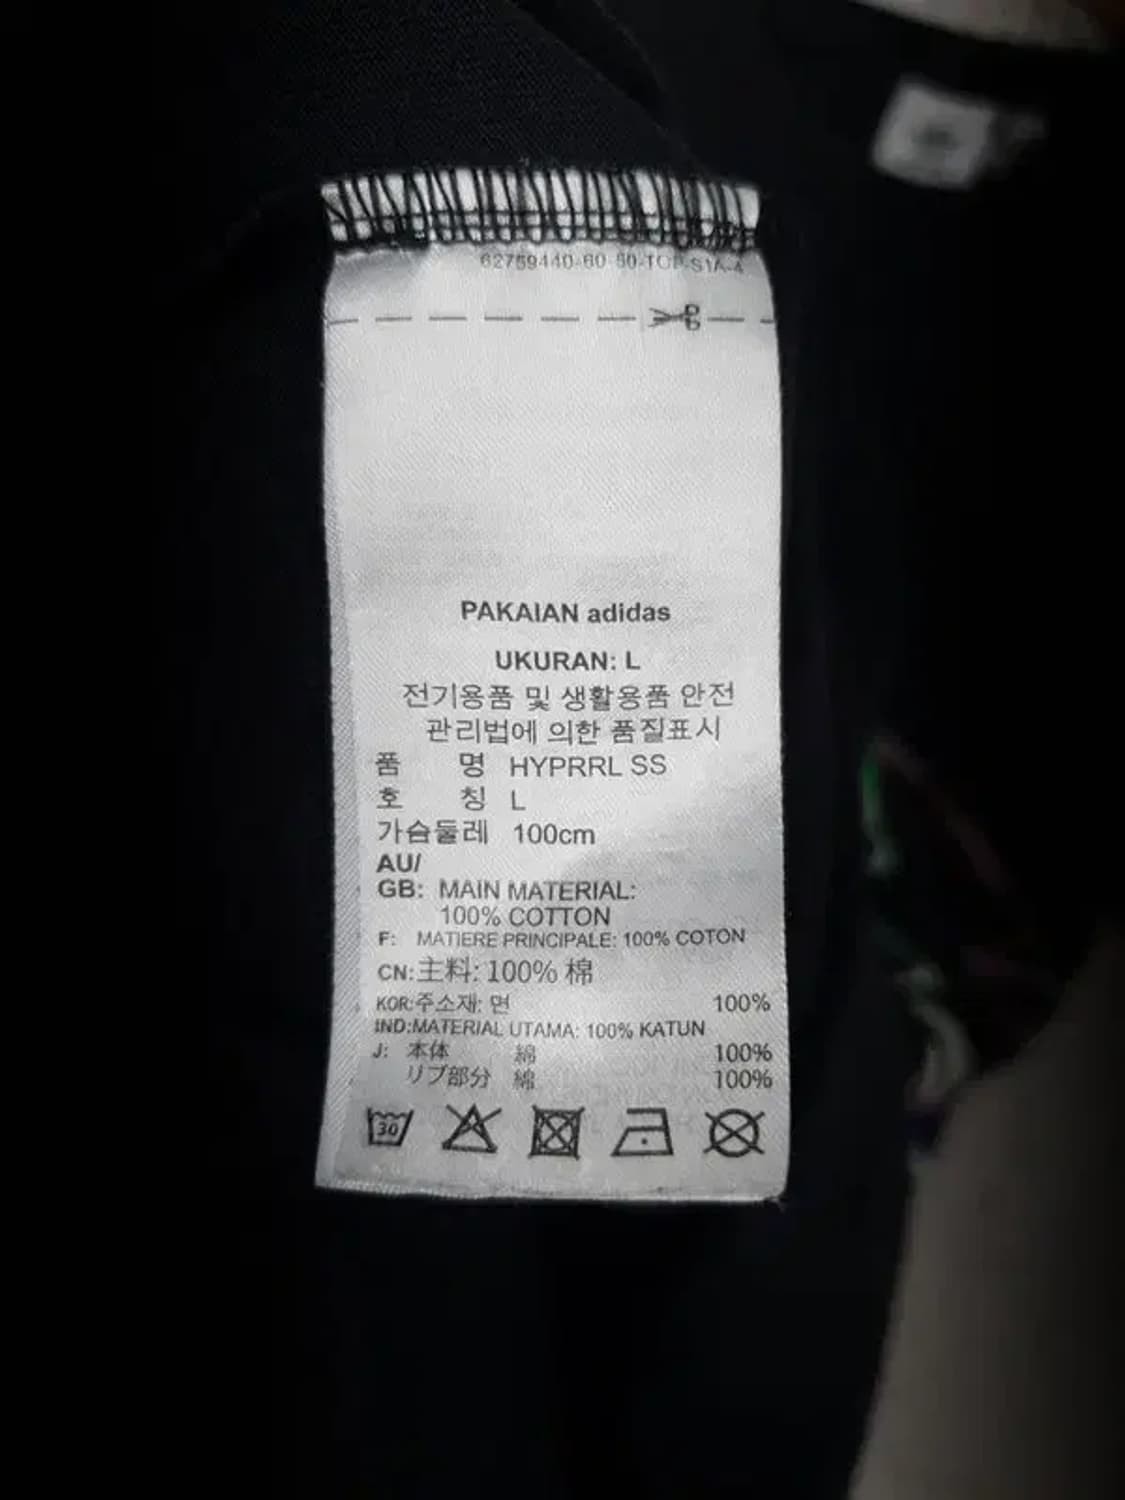 62759440-60-50-TOP-S1A-4
PAKAIAN adidas
UKURAN: L
전기용품 및 생활용품 안전
관리법에 의한 품질표시
품 명 HYPRRL SS
호 칭 L
가슴둘레 100cm
AU/
GB: MAIN MATERIAL:
100% COTTON
F: MATIERE PRINCIPALE: 100% COTON
CN:主料: 100% 棉
KOR:주소재: 면 100%
IND:MATERIAL UTAMA: 100% KATUN
J: 本体 綿 100%
リブ部分 綿 100%
30